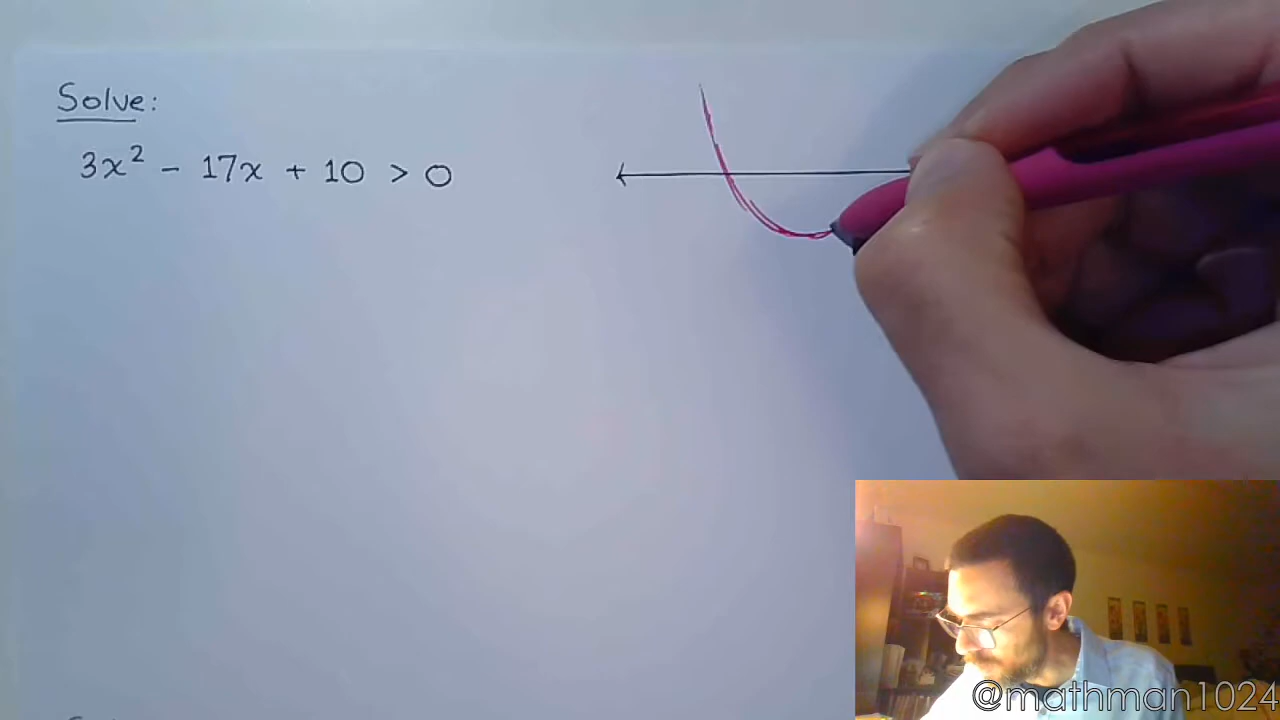 Solve:
3x² - 17x + 10 > 0
@mathman1024